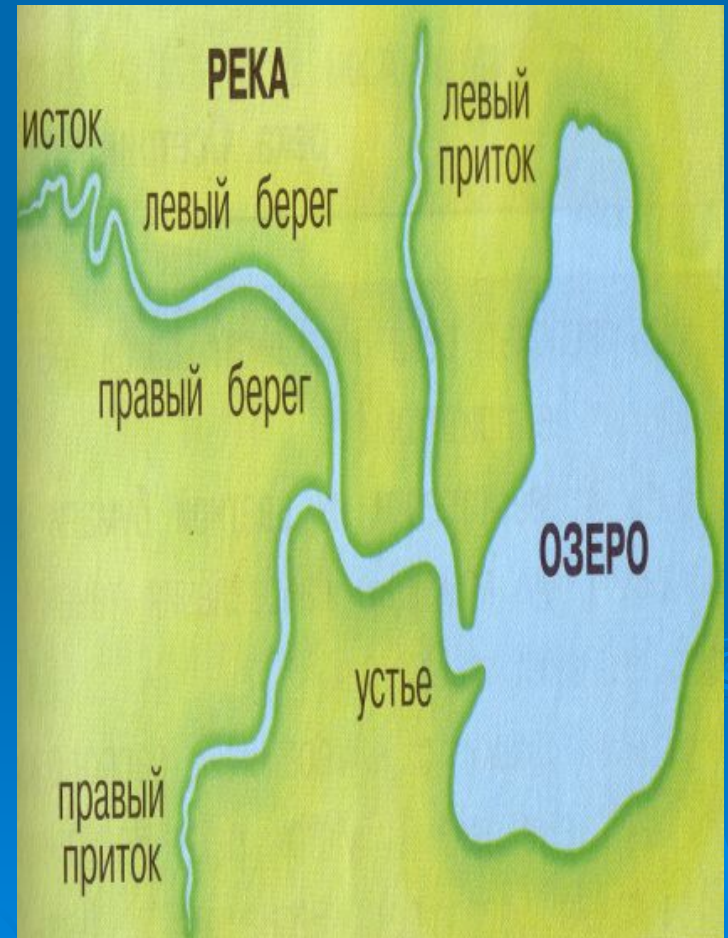 РЕКА
исток
левый
приток
левый берег
правый берег
ОЗЕРО
устье
правый
приток